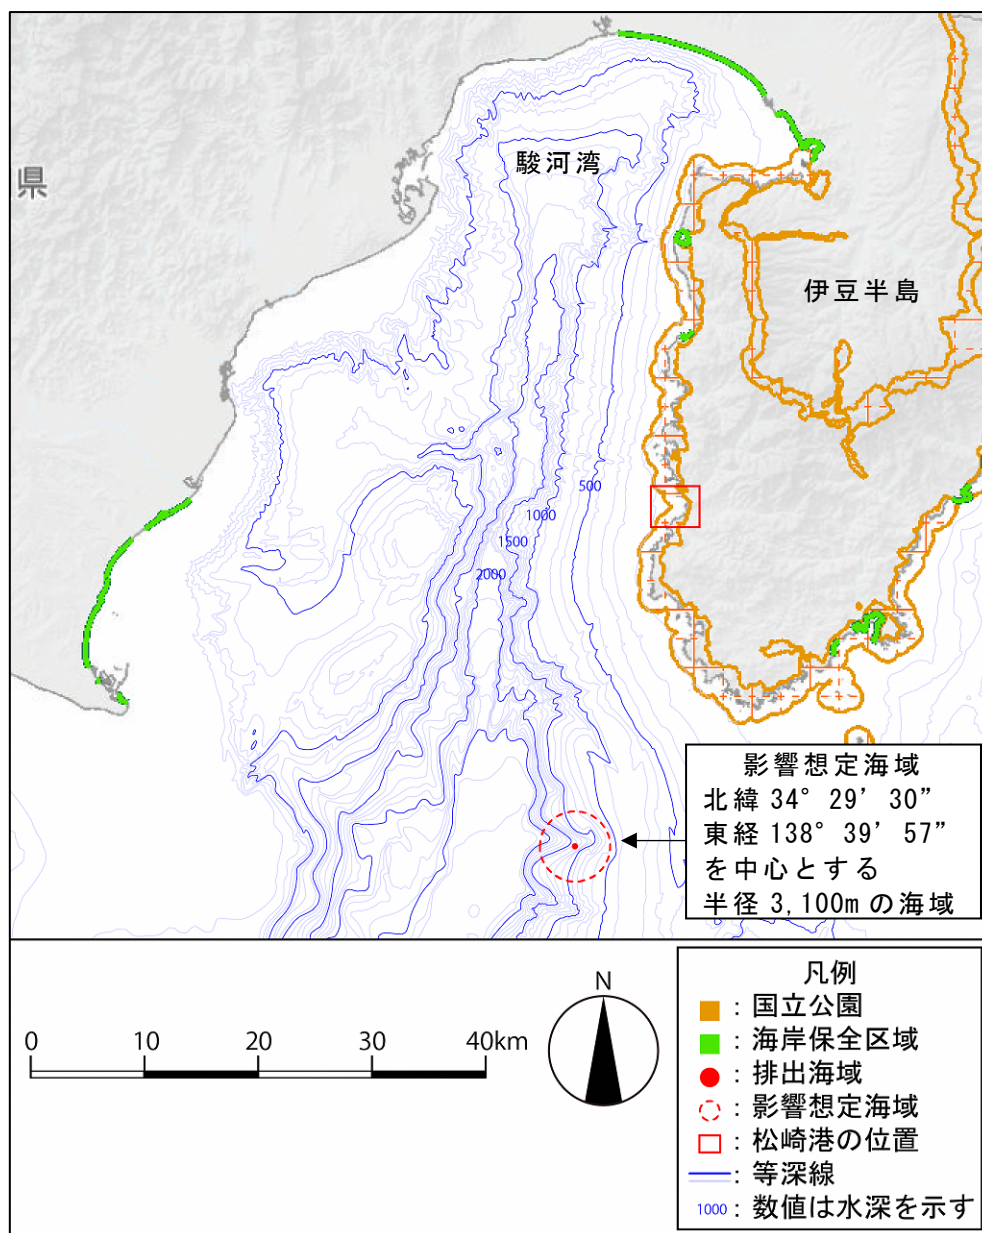 駿河湾
県
伊豆半島
500
1000
1500
2000
影響想定海域
北緯 34° 29’ 30”
東経 138° 39’ 57”
を中心とする
半径 3,100m の海域
0 10 20 30 40km
N
凡例
: 国立公園
: 海岸保全区域
: 排出海域
: 影響想定海域
: 松崎港の位置
: 等深線
1000 : 数値は水深を示す